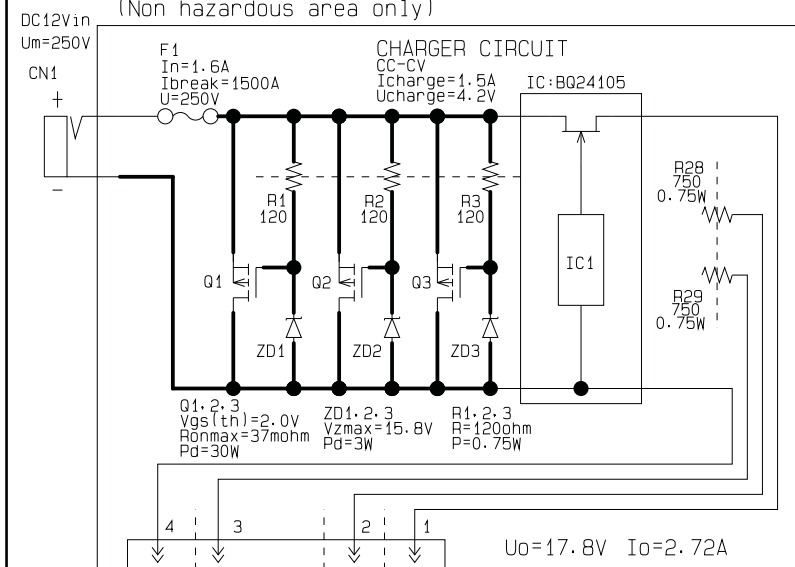 (Non hazardous area only)
DC12Vin
Um=250V
CN1
+
-
F1
In=1.6A
Ibreak=1500A
U=250V
CHARGER CIRCUIT
CC-CV
Icharge=1.5A
Ucharge=4.2V
IC:BQ24105
R1
120
R2
120
R3
120
R28
750
0.75W
Q1
Q2
Q3
IC1
R29
750
0.75W
ZD1
ZD2
ZD3
Q1.2.3
Vgs(th)=2.0V
Ronmax=37mohm
Pd=30W
ZD1.2.3
Vzmax=15.8V
Pd=3W
R1.2.3
R=120ohm
P=0.75W
4
3
2
1
Uo=17.8V Io=2.72A